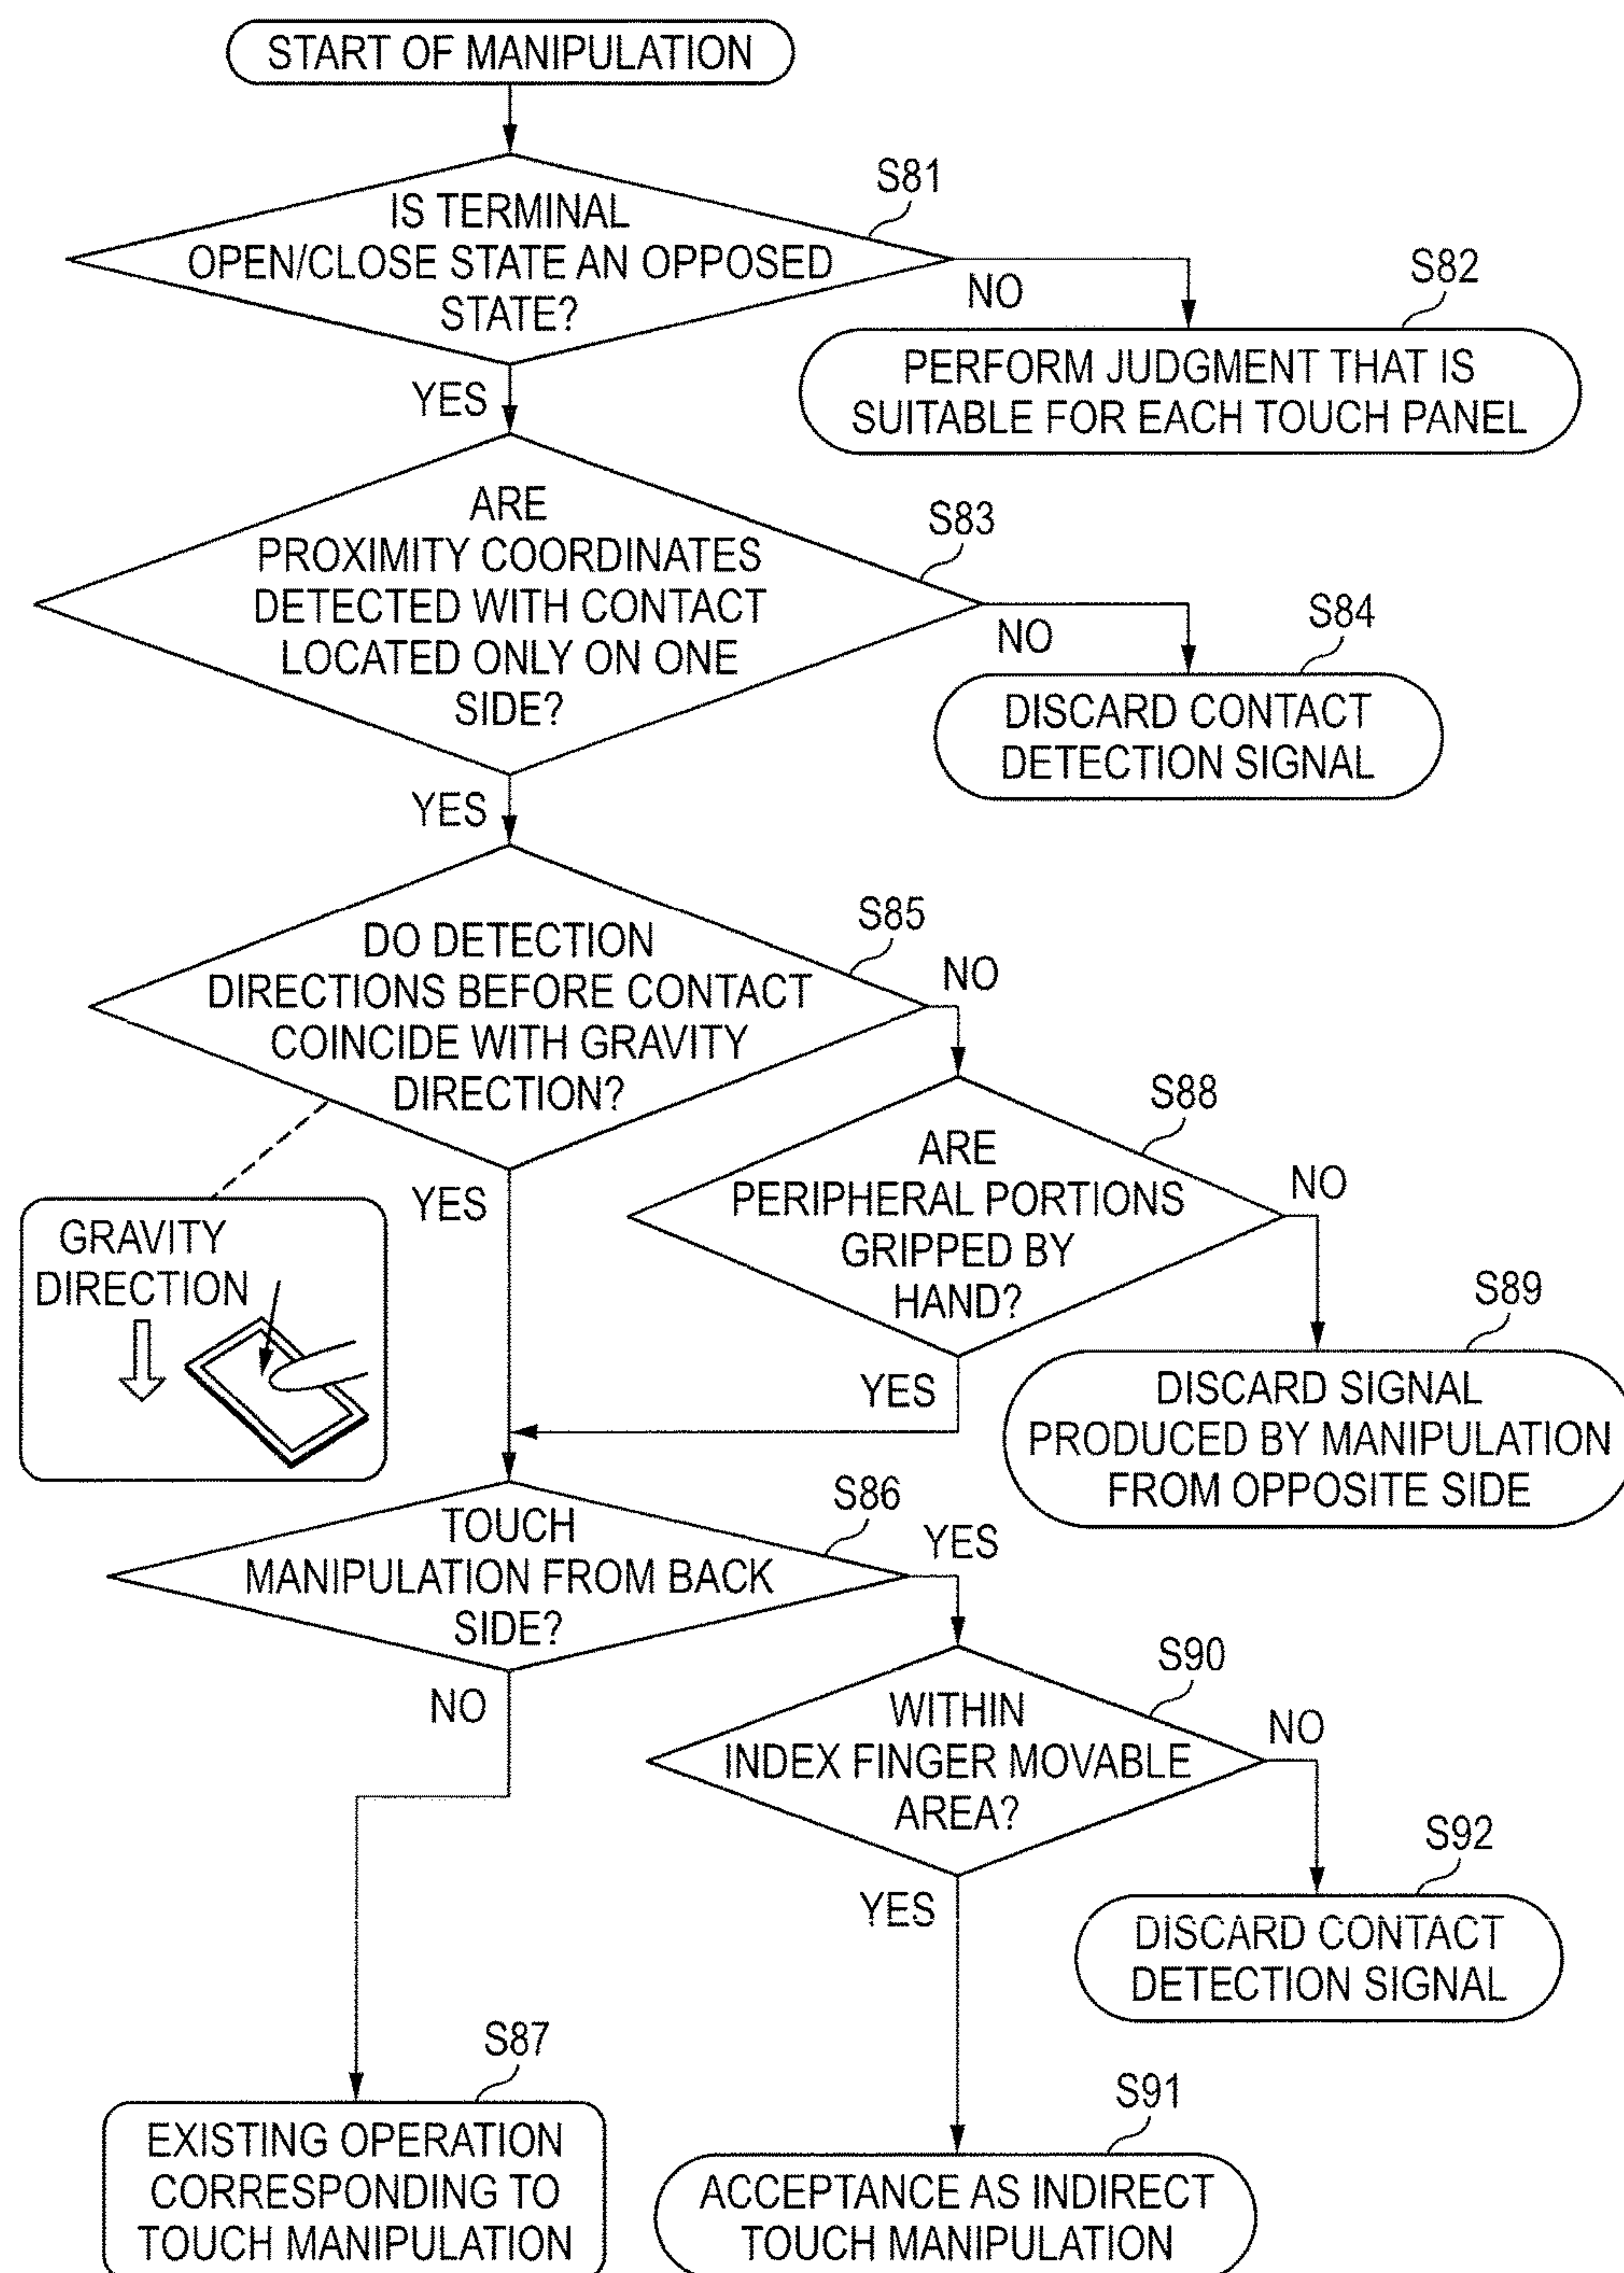 START OF MANIPULATION
S81
IS TERMINAL
OPEN/CLOSE STATE AN OPPOSED
STATE?
NO
S82
PERFORM JUDGMENT THAT IS
SUITABLE FOR EACH TOUCH PANEL
YES
S83
ARE
PROXIMITY COORDINATES
DETECTED WITH CONTACT
LOCATED ONLY ON ONE
SIDE?
NO
S84
DISCARD CONTACT
DETECTION SIGNAL
YES
S85
DO DETECTION
DIRECTIONS BEFORE CONTACT
COINCIDE WITH GRAVITY
DIRECTION?
NO
YES
GRAVITY
DIRECTION
S88
ARE
PERIPHERAL PORTIONS
GRIPPED BY
HAND?
NO
YES
S89
DISCARD SIGNAL
PRODUCED BY MANIPULATION
FROM OPPOSITE SIDE
S86
TOUCH
MANIPULATION FROM BACK
SIDE?
YES
NO
S90
WITHIN
INDEX FINGER MOVABLE
AREA?
NO
YES
S92
DISCARD CONTACT
DETECTION SIGNAL
S87
EXISTING OPERATION
CORRESPONDING TO
TOUCH MANIPULATION
S91
ACCEPTANCE AS INDIRECT
TOUCH MANIPULATION